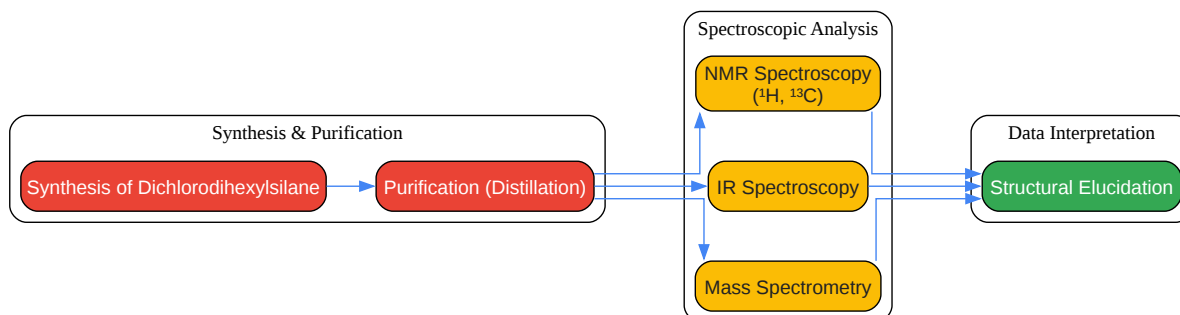 Synthesis & Purification
Synthesis of Dichlorodihexylsilane
Purification (Distillation)
Spectroscopic Analysis
NMR Spectroscopy
(¹H, ¹³C)
IR Spectroscopy
Mass Spectrometry
Data Interpretation
Structural Elucidation